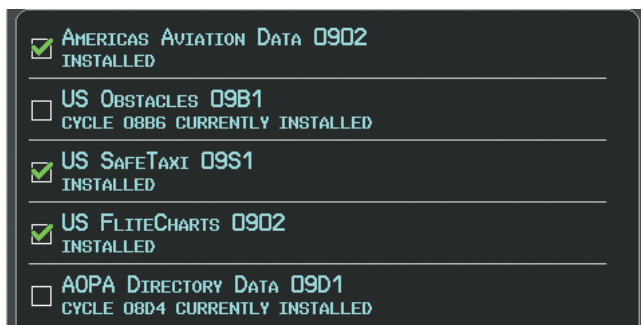 AMERICAS AVIATION DATA 0902
INSTALLED
US OBSTACLES 09B1
CYCLE 08B6 CURRENTLY INSTALLED
US SAFETAXI 09S1
INSTALLED
US FLITECHARTS 0902
INSTALLED
AOPA DIRECTORY DATA 09D1
CYCLE 08D4 CURRENTLY INSTALLED